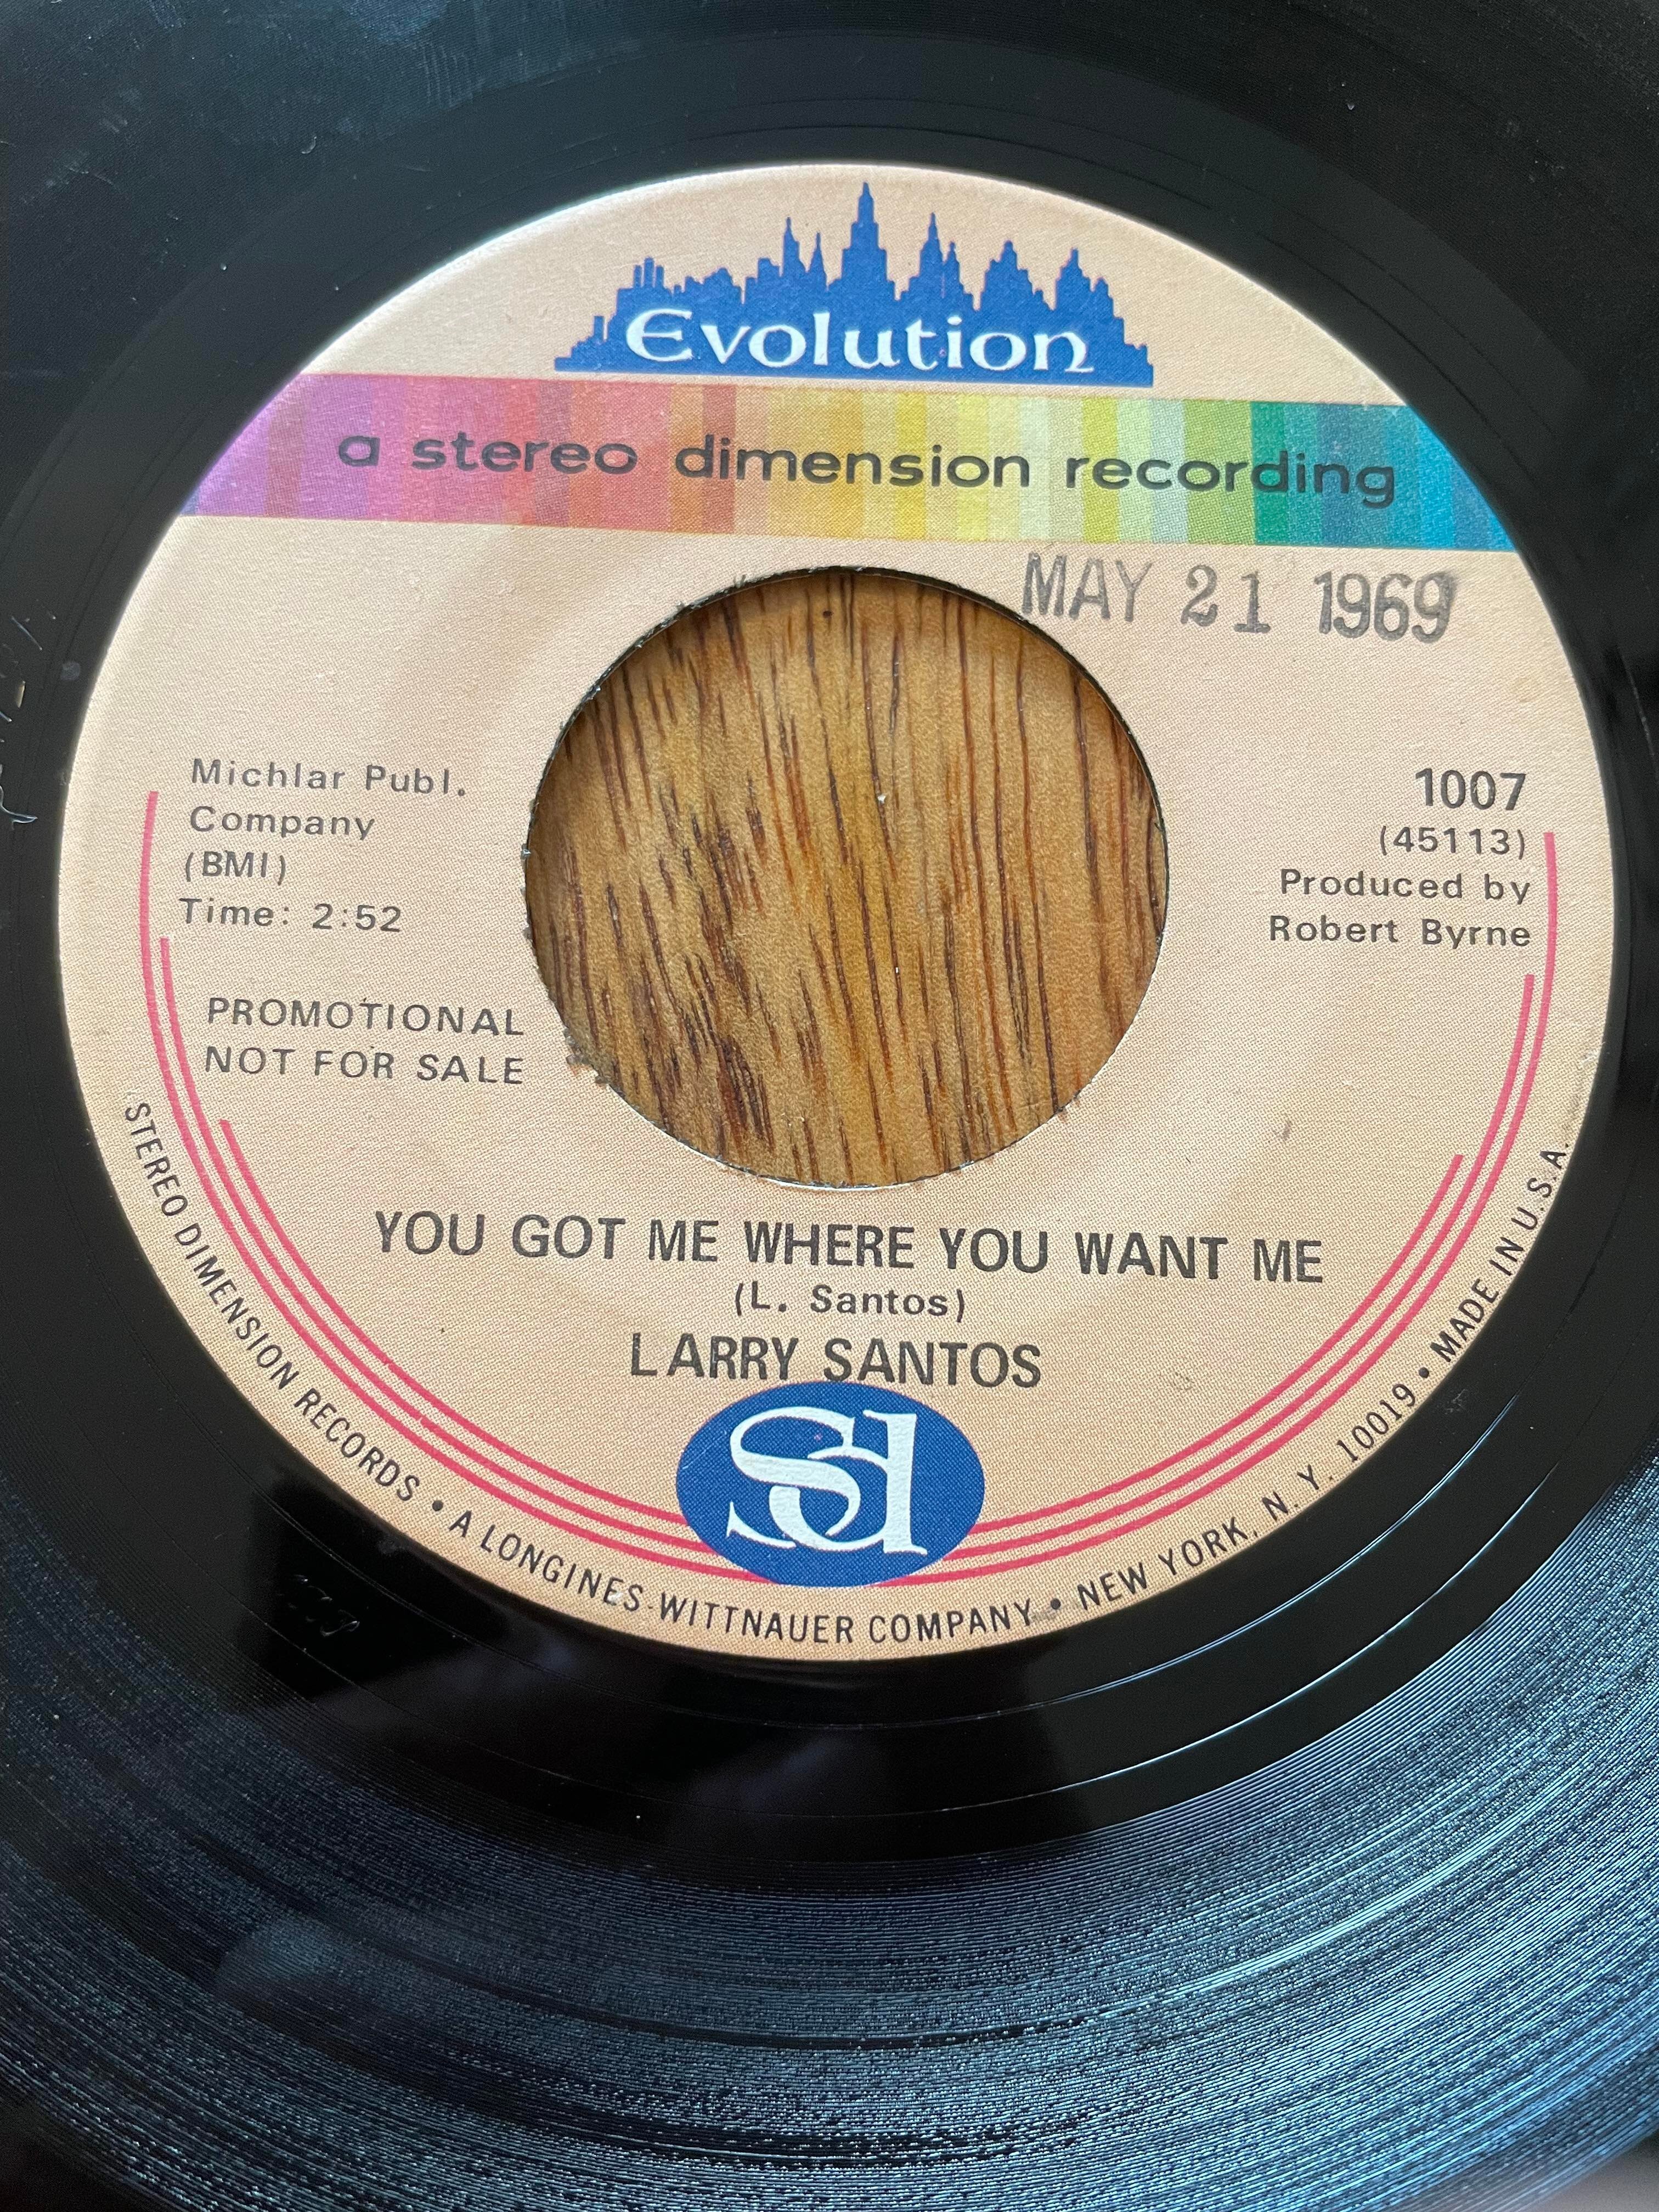 Evolution
a stereo dimension recording
MAY 21 1969
Michlar Publ.
Company
(BMI)
Time: 2:52
1007
(45113)
Produced by
Robert Byrne
PROMOTIONAL
NOT FOR SALE
YOU GOT ME WHERE YOU WANT ME
(L. Santos)
LARRY SANTOS
Sd
STEREO DIMENSION RECORDS • A LONGINES-WITTNAUER COMPANY • NEW YORK, N. Y. 10019 • MADE IN U.S.A.